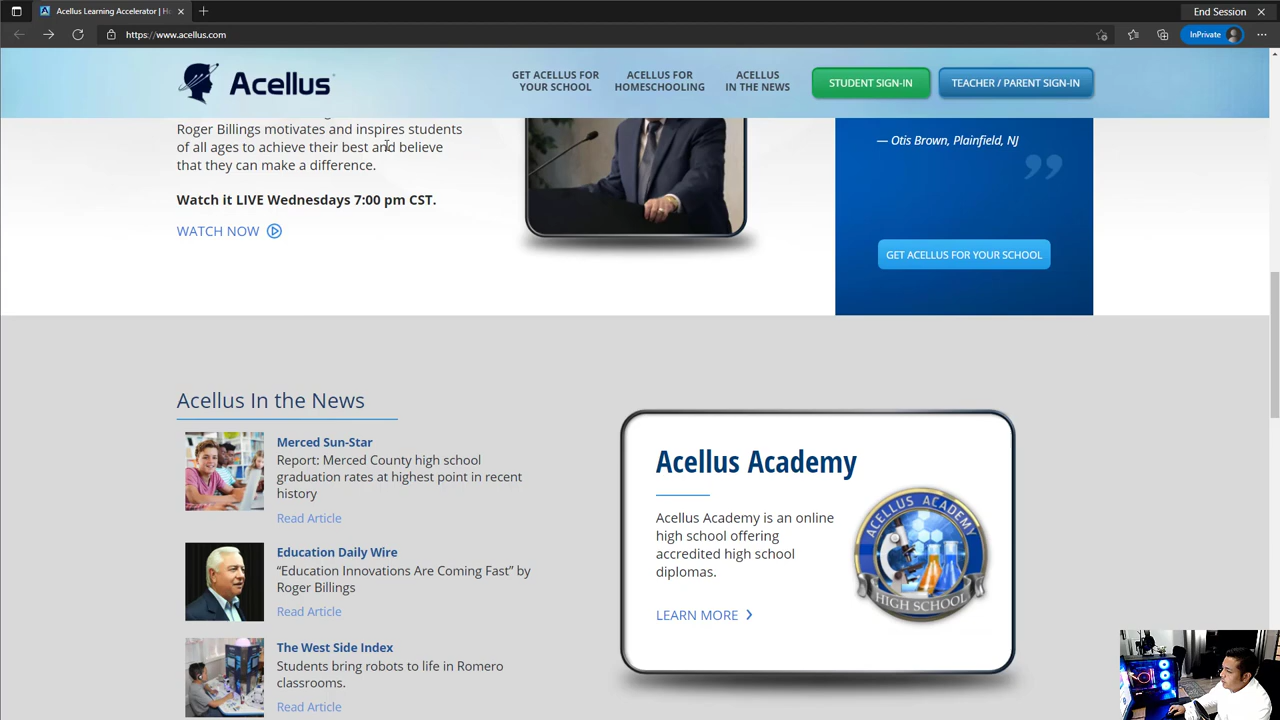 Acellus Learning Accelerator | H
End Session
https://www.acellus.com
InPrivate
Acellus
GET ACELLUS FOR
YOUR SCHOOL
ACELLUS FOR
HOMESCHOOLING
ACELLUS
IN THE NEWS
STUDENT SIGN-IN
TEACHER / PARENT SIGN-IN
Roger Billings motivates and inspires students
of all ages to achieve their best and believe
that they can make a difference.
Watch it LIVE Wednesdays 7:00 pm CST.
WATCH NOW
— Otis Brown, Plainfield, NJ
GET ACELLUS FOR YOUR SCHOOL
Acellus In the News
Merced Sun-Star
Report: Merced County high school
graduation rates at highest point in recent
history
Read Article
Education Daily Wire
“Education Innovations Are Coming Fast” by
Roger Billings
Read Article
The West Side Index
Students bring robots to life in Romero
classrooms.
Read Article
Acellus Academy
Acellus Academy is an online
high school offering
accredited high school
diplomas.
LEARN MORE
ACELLUS ACADEMY
HIGH SCHOOL